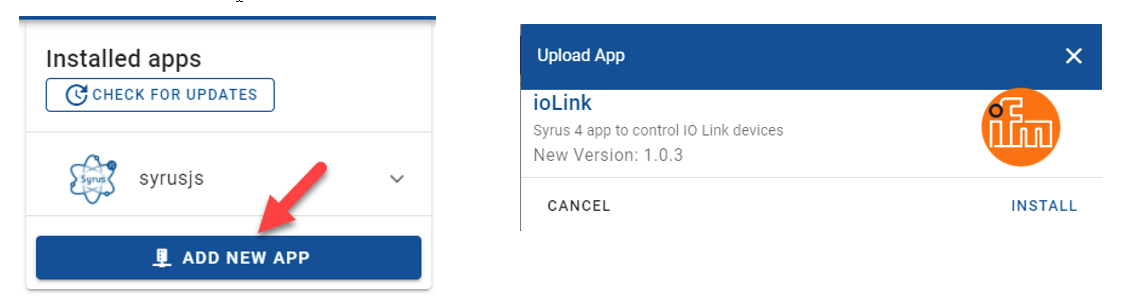 Installed apps
CHECK FOR UPDATES
Syrus
syrusjs
ADD NEW APP
Upload App
ioLink
Syrus 4 app to control IO Link devices
New Version: 1.0.3
ifm
CANCEL
INSTALL